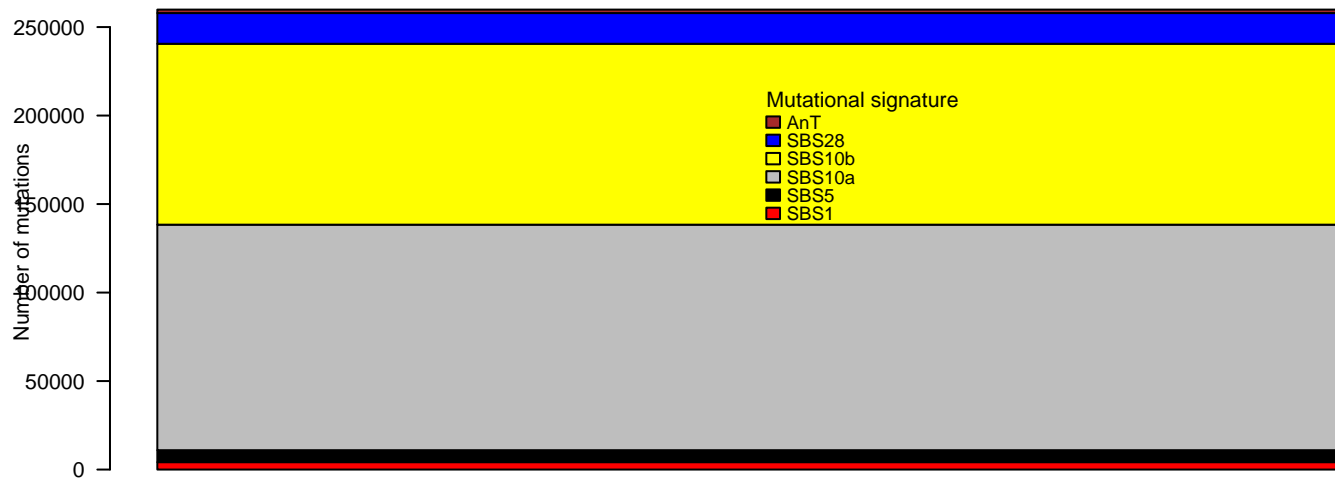 Number of mutations
250000
200000
150000
100000
50000
0
Mutational signature
AnT
SBS28
SBS10b
SBS10a
SBS5
SBS1